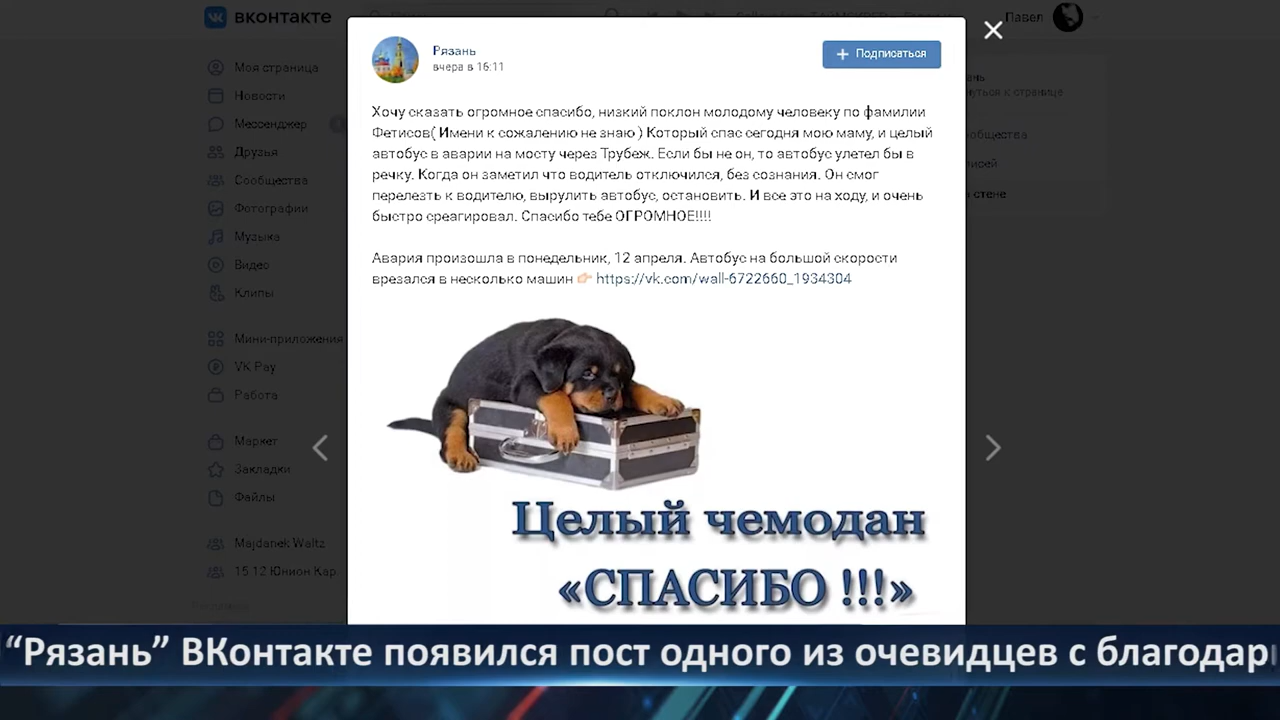 вконтакте
Павел
Рязань
вчера в 16:11
Подписаться
Моя страница
Новости
Мессенджер
Друзья
Сообщества
Фотографии
Музыка
Видео
Клипы
Мини-приложения
VK Pay
Работа
Маркет
Закладки
Файлы
Majdanek Waltz
15 12 Юнион Кар
Хочу сказать огромное спасибо, низкий поклон молодому человеку по фамилии
Фетисов( Имени к сожалению не знаю ) Который спас сегодня мою маму, и целый
автобус в аварии на мосту через Трубеж. Если бы не он, то автобус улетел бы в
речку. Когда он заметил что водитель отключился, без сознания. Он смог
перелезть к водителю, вырулить автобус, остановить. И все это на ходу, и очень
быстро среагировал. Спасибо тебе ОГРОМНОЕ!!!!
Авария произошла в понедельник, 12 апреля. Автобус на большой скорости
врезался в несколько машин 👉🏻 https://vk.com/wall-6722660_1934304
Целый чемодан
«СПАСИБО !!!»
нуться к странице
ообщества
писей
стене
“Рязань” ВКонтакте появился пост одного из очевидцев с благодар